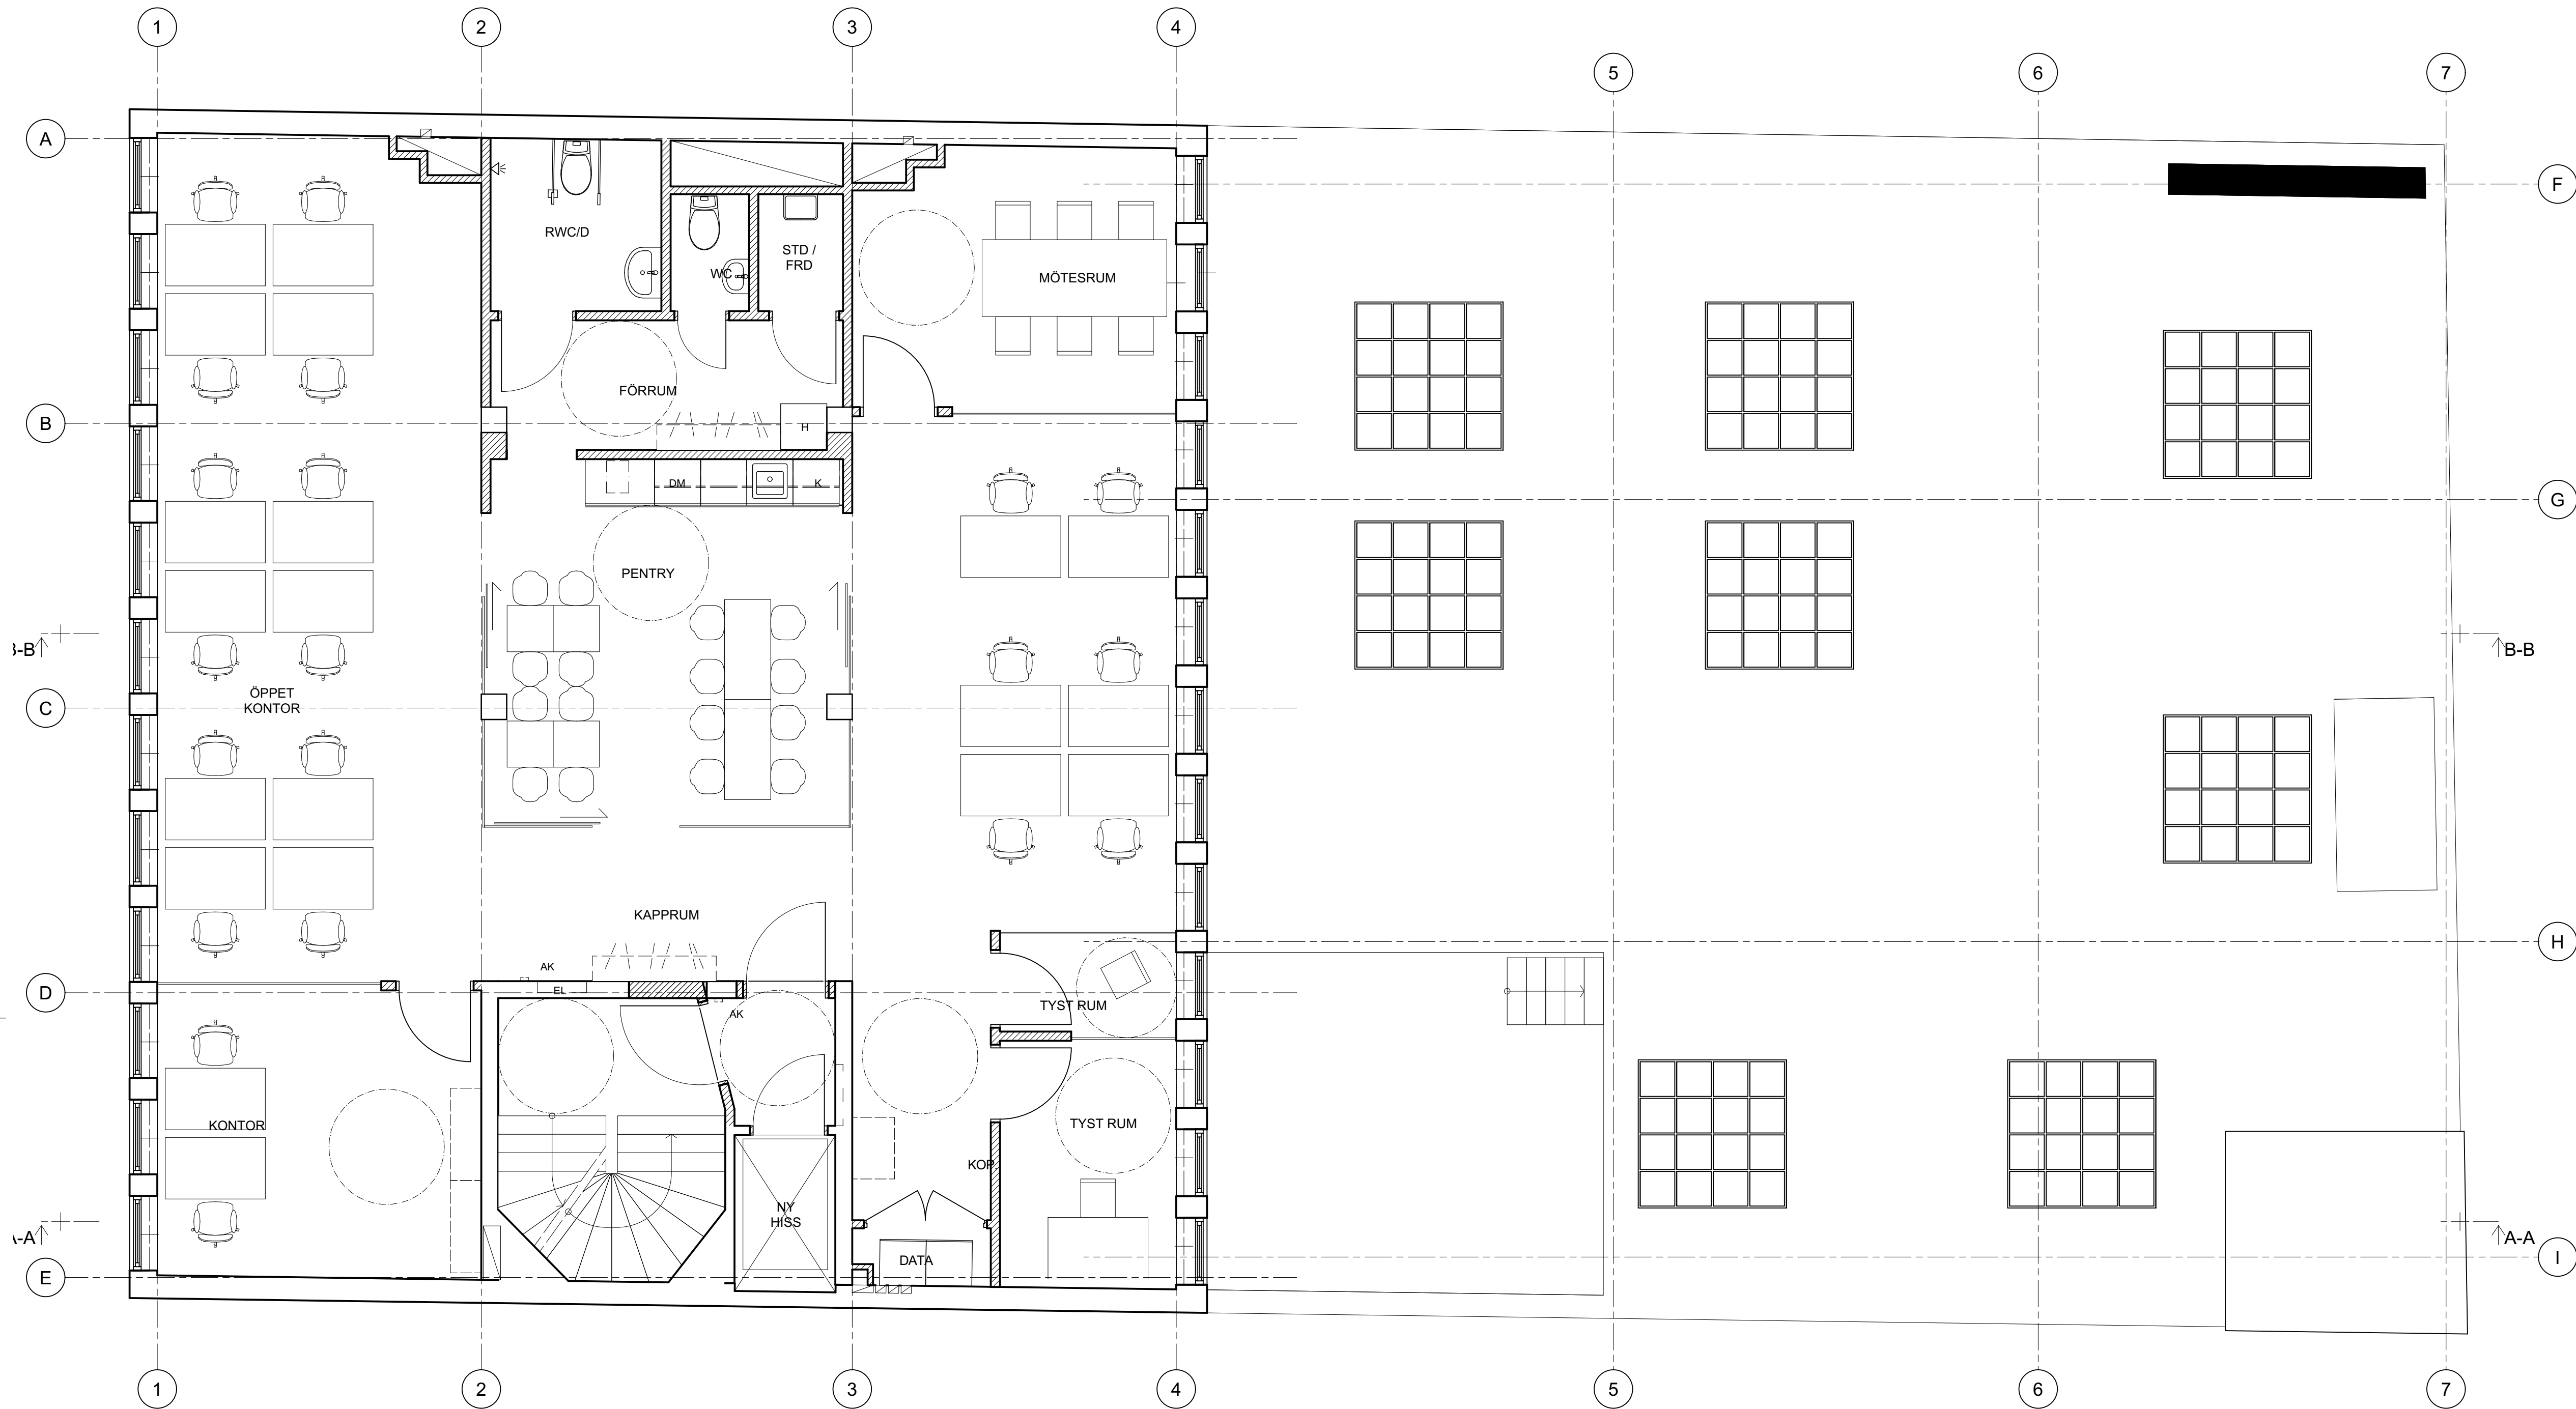 1
2
3
4
5
6
7
A
F
RWC/D
WC
STD /
FRD
MÖTESRUM
FÖRRUM
B
H
DM
K
G
PENTRY
B-B
B-B
ÖPPET
KONTOR
C
KAPPRUM
H
AK
EL
D
AK
TYST RUM
KONTOR
TYST RUM
KOP.
NY
HISS
A-A
A-A
DATA
E
I
1
2
3
4
5
6
7